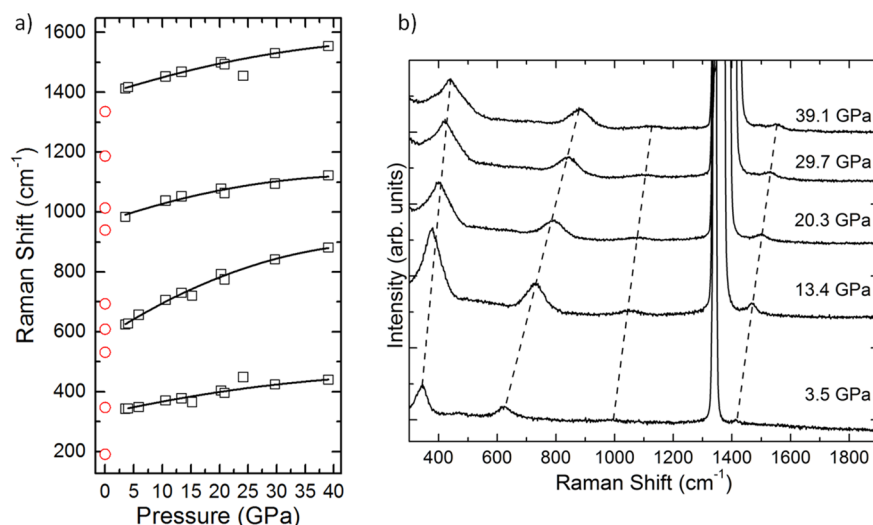 a)
1600
1400
1200
1000
800
600
400
200
0 5 10 15 20 25 30 35 40
Pressure (GPa)
Raman Shift (cm-1)
b)
39.1 GPa
29.7 GPa
20.3 GPa
13.4 GPa
3.5 GPa
Intensity (arb. units)
400 600 800 1000 1200 1400 1600 1800
Raman Shift (cm-1)